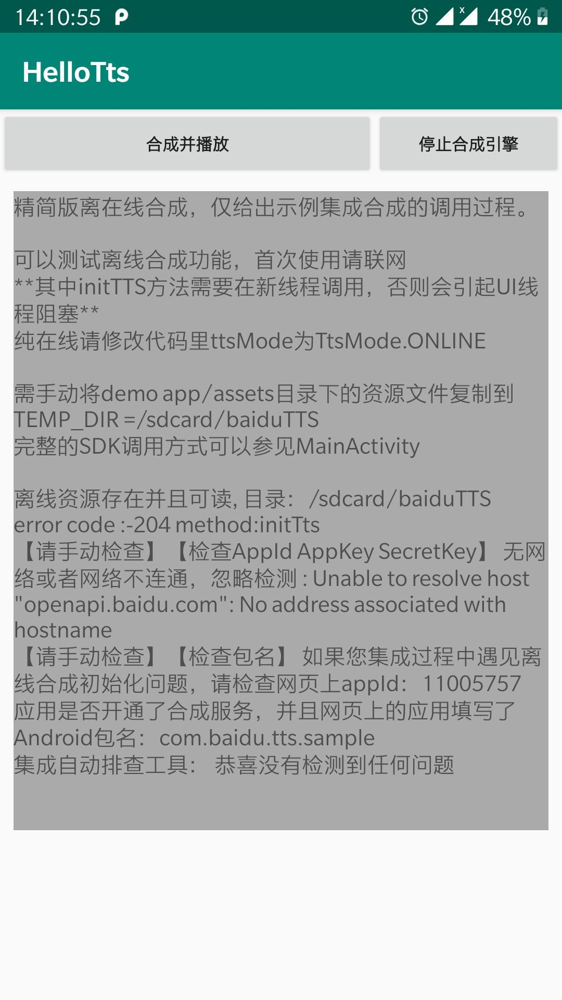 14:10:55
x
48%
HelloTts
合成并播放
停止合成引擎
精简版离在线合成，仅给出示例集成合成的调用过程。
可以测试离线合成功能，首次使用请联网
**其中initTTS方法需要在新线程调用，否则会引起UI线
程阻塞**
纯在线请修改代码里ttsMode为TtsMode.ONLINE
需手动将demo app/assets目录下的资源文件复制到
TEMP_DIR =/sdcard/baiduTTS
完整的SDK调用方式可以参见MainActivity
离线资源存在并且可读, 目录：/sdcard/baiduTTS
error code :-204 method:initTts
【请手动检查】【检查AppId AppKey SecretKey】 无网
络或者网络不连通，忽略检测 : Unable to resolve host
"openapi.baidu.com": No address associated with
hostname
【请手动检查】【检查包名】 如果您集成过程中遇见离
线合成初始化问题，请检查网页上appId：11005757
应用是否开通了合成服务，并且网页上的应用填写了
Android包名：com.baidu.tts.sample
集成自动排查工具： 恭喜没有检测到任何问题